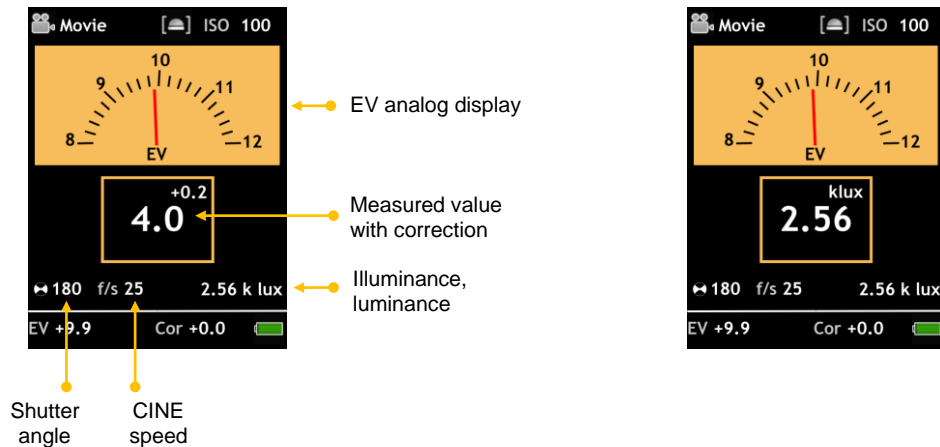 Movie [ ] ISO 100
10
9 11
8 12
EV
+0.2
4.0
180 f/s 25 2.56 k lux
EV +9.9 Cor +0.0
EV analog display
Measured value
with correction
Illuminance,
luminance
Shutter
angle
CINE
speed
Movie [ ] ISO 100
10
9 11
8 12
EV
klux
2.56
180 f/s 25 2.56 k lux
EV +9.9 Cor +0.0